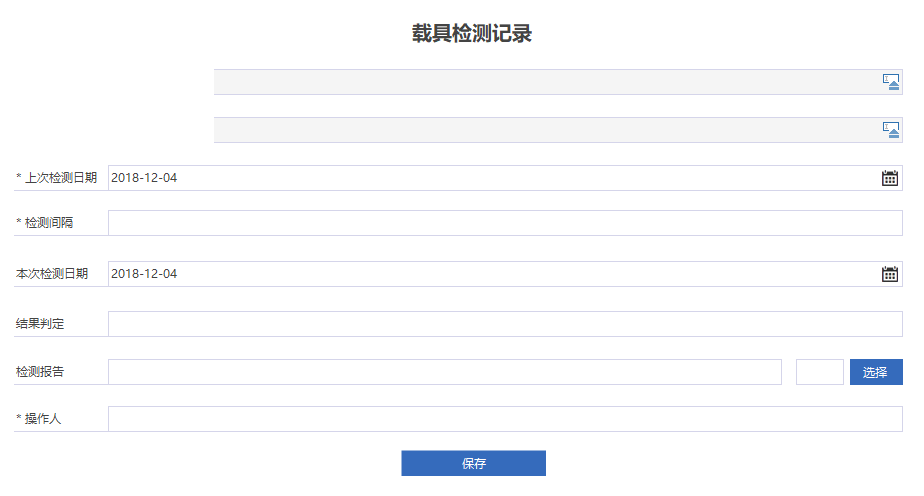 载具检测记录
* 上次检测日期 2018-12-04
* 检测间隔
本次检测日期 2018-12-04
结果判定
检测报告 选择
* 操作人
保存